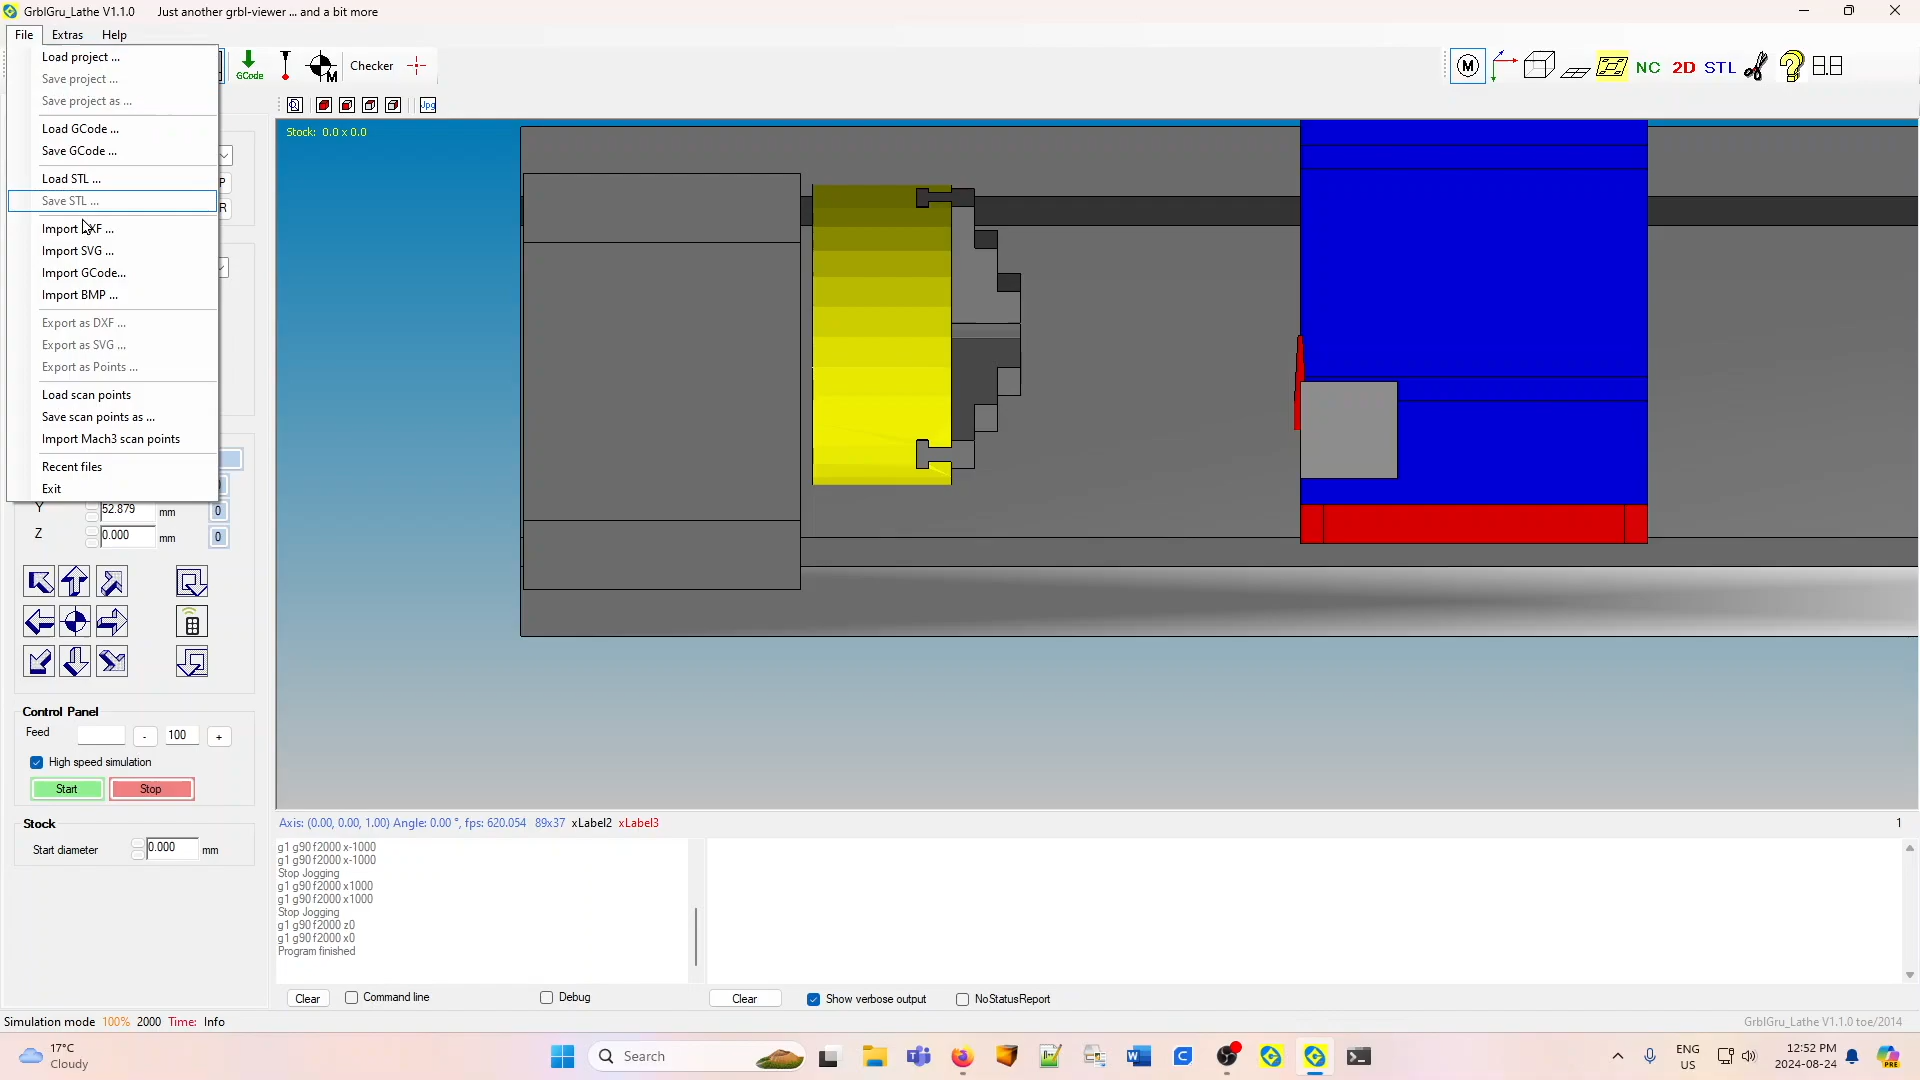 GrblGru_Lathe V1.1.0 Just another grbl-viewer ... and a bit more
File Extras Help
Load project ...
Save project ...
Save project as ...
Load GCode ...
Save GCode ...
Load STL ...
Save STL ...
Import DXF ...
Import SVG ...
Import GCode...
Import BMP ...
Export as DXF ...
Export as SVG ...
Export as Points ...
Load scan points
Save scan points as ...
Import Mach3 scan points
Recent files
Exit
GCode
M
Checker
M
NC 2D STL
Jpg
P
R
Stock: 0.0 x 0.0
Y 52.879 mm 0
Z 0.000 mm 0
Control Panel
Feed - 100 +
High speed simulation
Start Stop
Stock
Start diameter 0.000 mm
Axis: (0.00, 0.00, 1.00) Angle: 0.00 °, fps: 620.054 89x37 xLabel2 xLabel3 1
g1 g90 f2000 x-1000
g1 g90 f2000 x-1000
Stop Jogging
g1 g90 f2000 x1000
g1 g90 f2000 x1000
Stop Jogging
g1 g90 f2000 z0
g1 g90 f2000 x0
Program finished
Clear Command line Debug
Clear Show verbose output NoStatusReport
Simulation mode 100% 2000 Time: Info
GrblGru_Lathe V1.1.0 toe/2014
17°C
Cloudy
Search
ENG
US
12:52 PM
2024-08-24
PRE